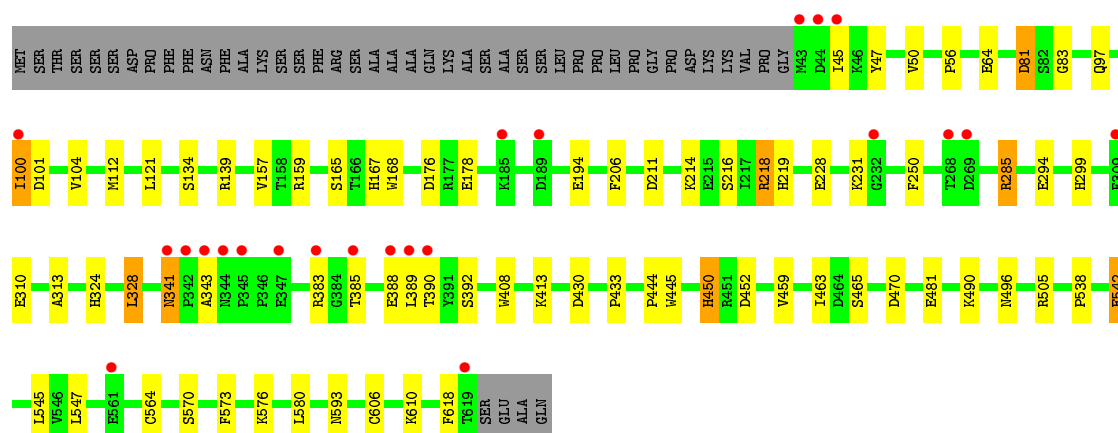 MET SER THR SER SER SER ASP PRO PHE PHE ASN PHE ALA LYS SER SER PHE ARG SER ALA ALA ALA GLN LYS ALA SER ALA SER SER LEU PRO PRO LEU PRO PRO GLY PRO PRO ASP LYS LYS VAL PRO GLY M43 D44 I45 K46 Y47 V50 P56 E64 D81 S82 G83 Q97
I100 D101 V104 M112 L121 S134 R139 V157 T158 R159 S165 T166 H167 W168 D176 R177 E178 K185 D189 E194 F206 D211 K214 E215 S216 I217 R218 H219 E228 K231 G232 F250 T268 D269 R285 E294 H299 E309
E310 A313 H324 L328 N341 P342 A343 N344 P345 P346 E347 R383 G384 T385 E388 L389 T390 Y391 S392 W408 K413 D430 P433 P444 W445 H450 R451 D452 V459 I463 D464 S465 D470 E481 K490 N496 R505 P538 E542
L545 V546 L547 E561 C564 S570 F573 K576 L580 N593 C606 K610 F618 T619 SER GLU ALA GLN